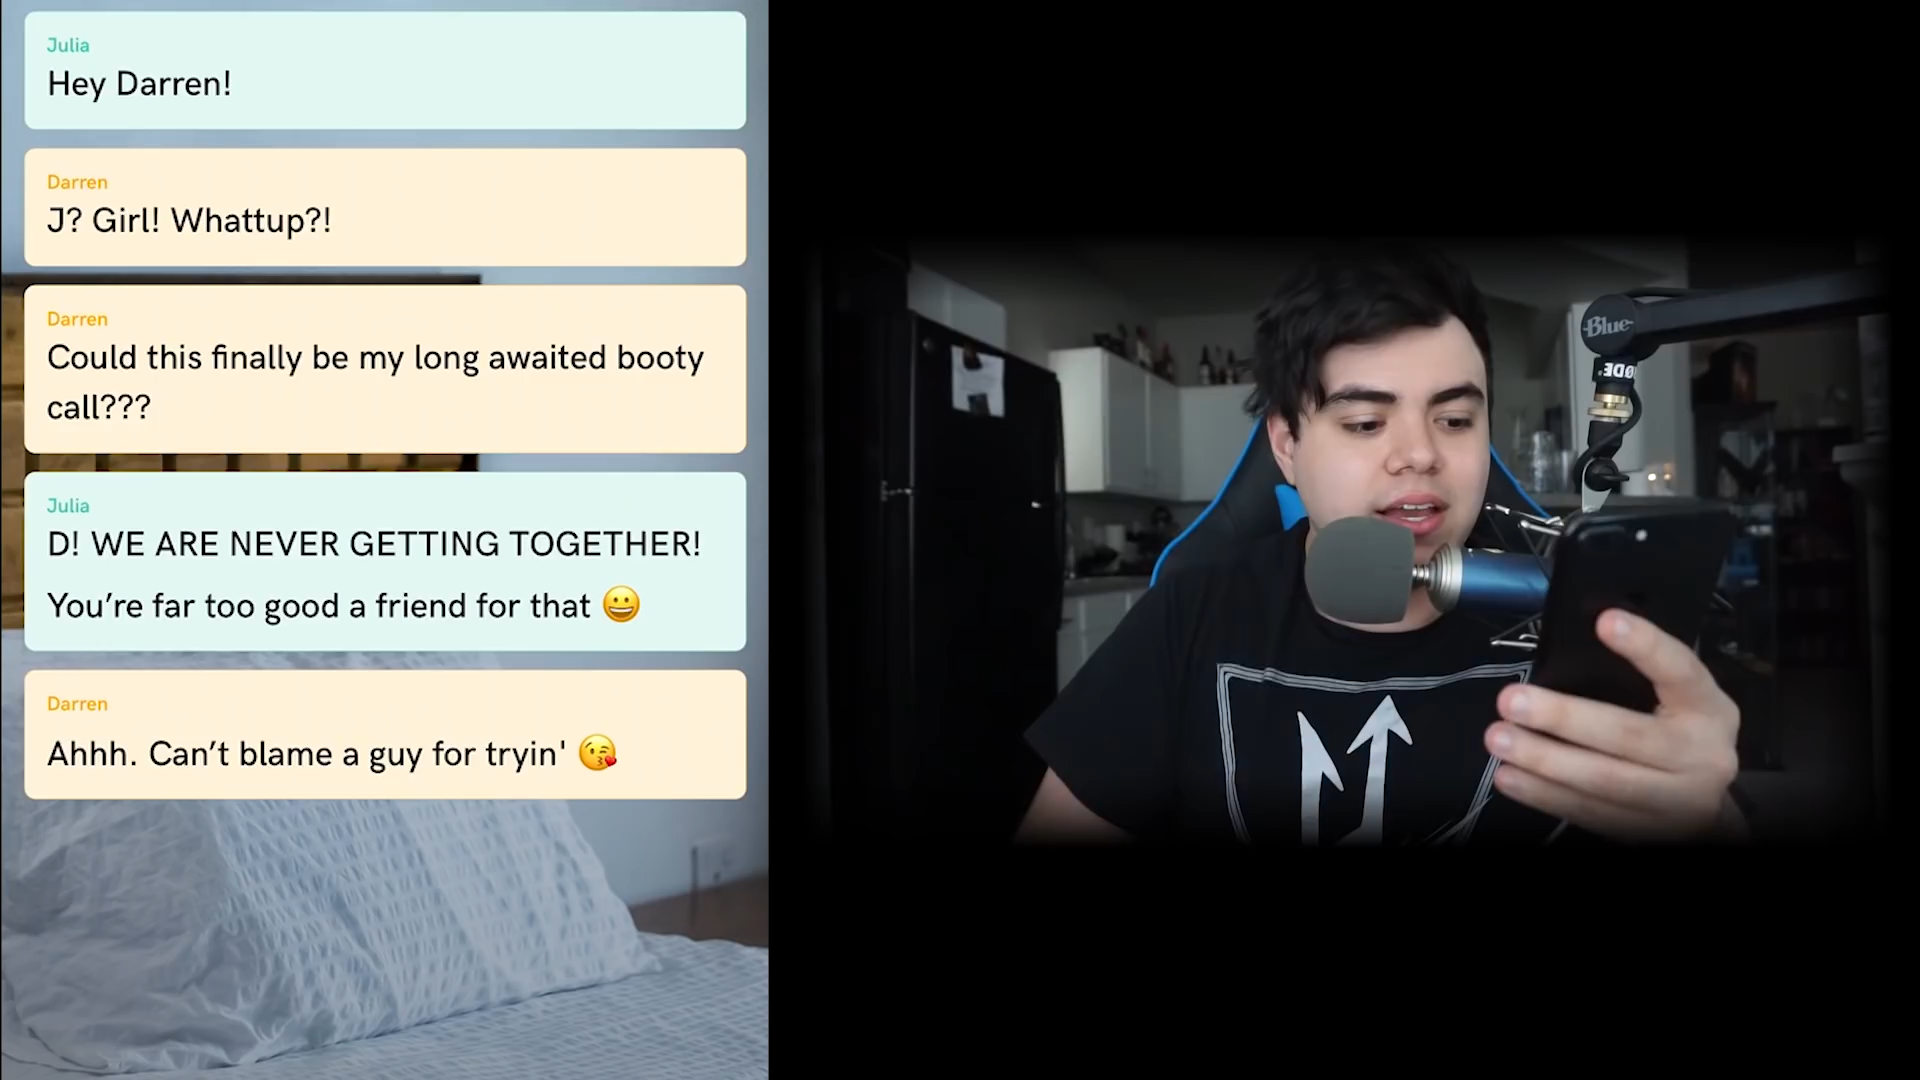 Julia
Hey Darren!
Darren
J? Girl! Whattup?!
Darren
Could this finally be my long awaited booty
call???
Julia
D! WE ARE NEVER GETTING TOGETHER!
You’re far too good a friend for that 😀
Darren
Ahhh. Can’t blame a guy for tryin' 😘
Blue
RØDE